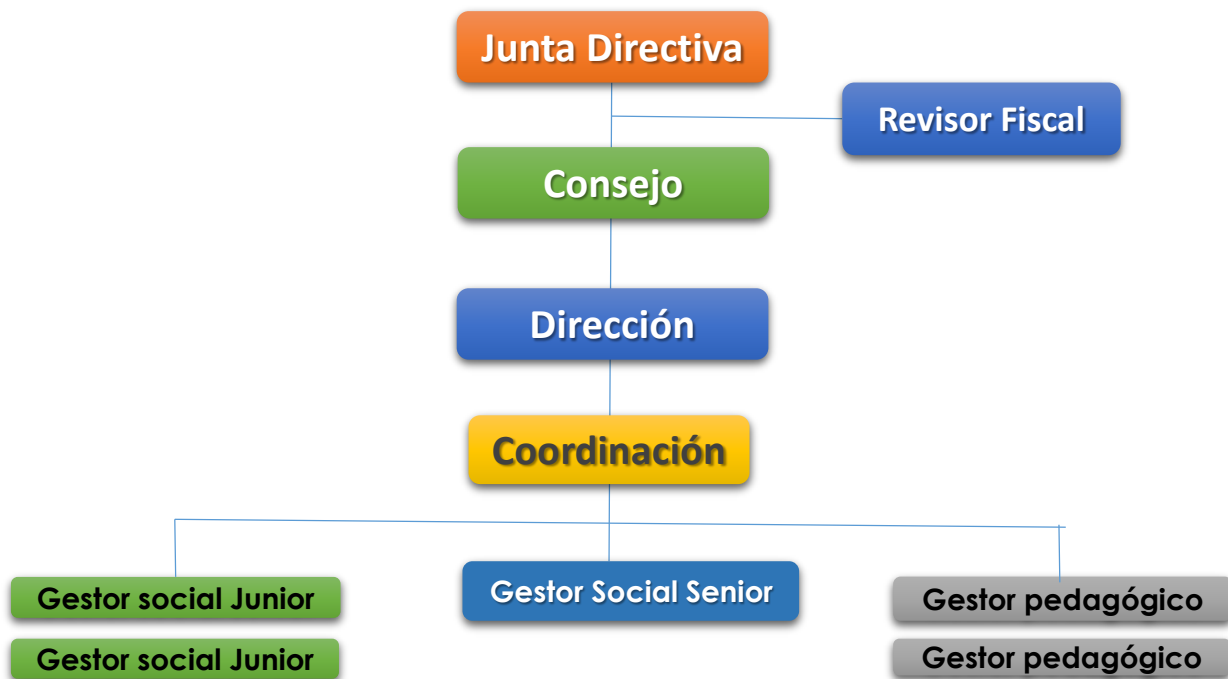 Junta Directiva
Revisor Fiscal
Consejo
Dirección
Coordinación
Gestor social Junior
Gestor Social Senior
Gestor pedagógico
Gestor social Junior
Gestor pedagógico